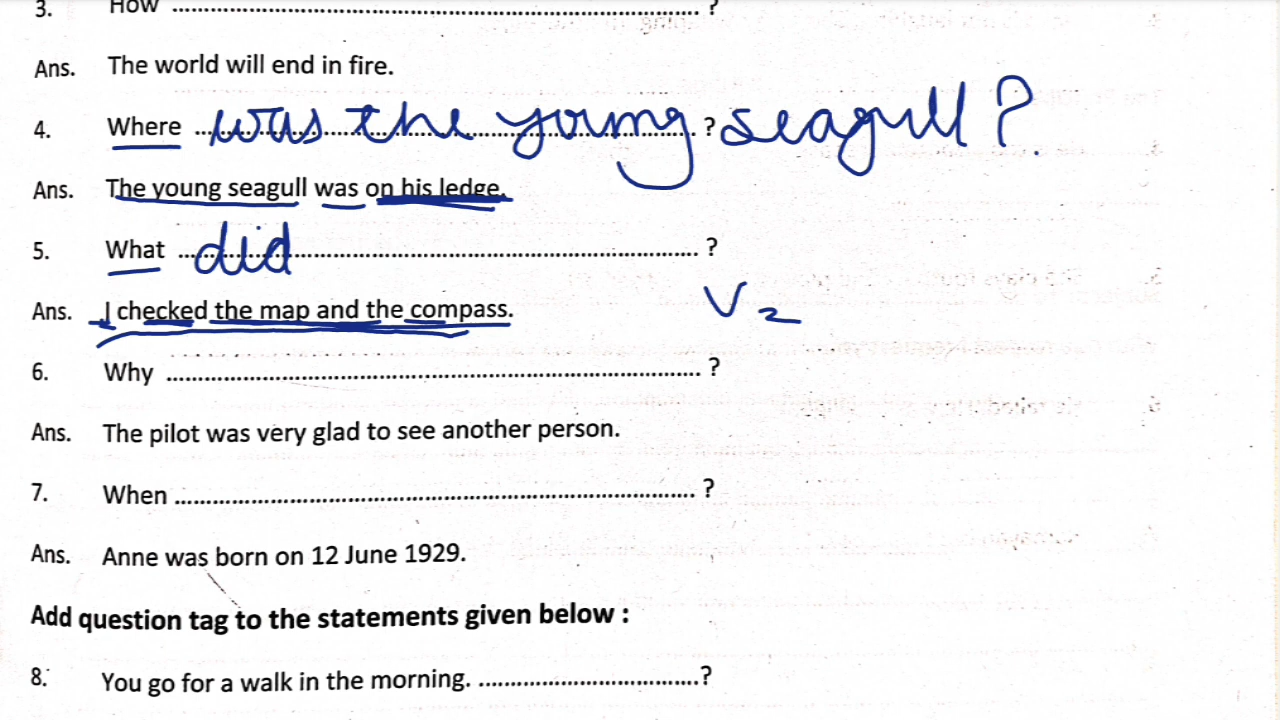 3. How ........................................ ?
Ans. The world will end in fire.
4. Where ........................................ ? was the young seagull ?
Ans. The young seagull was on his ledge.
5. What ........................................ ? did
Ans. I checked the map and the compass. V2
6. Why ........................................ ?
Ans. The pilot was very glad to see another person.
7. When ........................................ ?
Ans. Anne was born on 12 June 1929.
Add question tag to the statements given below :
8. You go for a walk in the morning. ........................................?